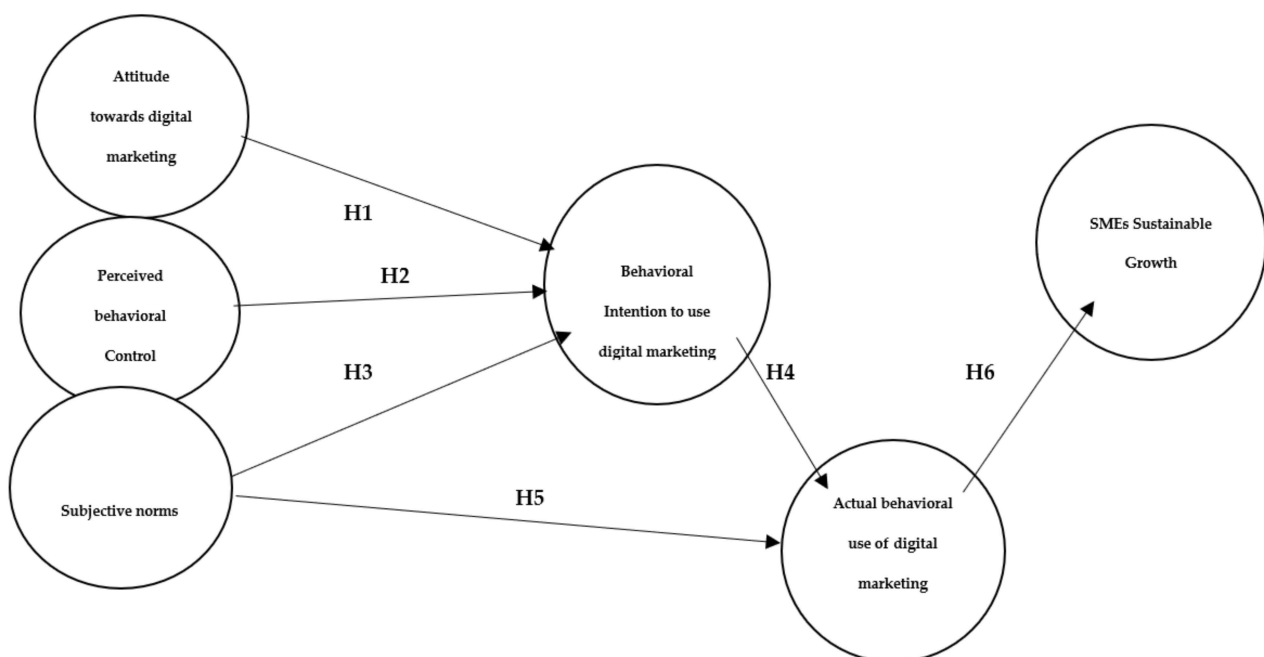 Attitude
towards digital
marketing
H1
Perceived
behavioral
Control
H2
H3
Subjective norms
H5
Behavioral
Intention to use
digital marketing
H4
Actual behavioral
use of digital
marketing
H6
SMEs Sustainable
Growth